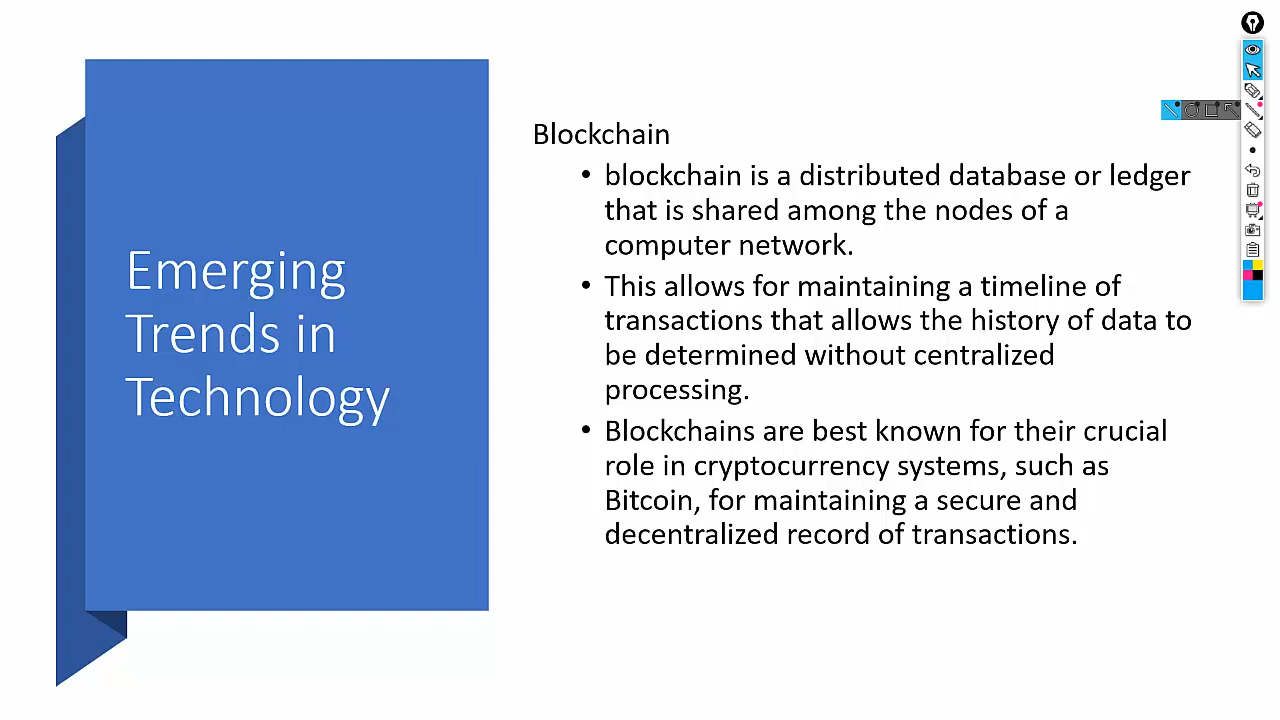 Emerging
Trends in
Technology
Blockchain
• blockchain is a distributed database or ledger
that is shared among the nodes of a
computer network.
• This allows for maintaining a timeline of
transactions that allows the history of data to
be determined without centralized
processing.
• Blockchains are best known for their crucial
role in cryptocurrency systems, such as
Bitcoin, for maintaining a secure and
decentralized record of transactions.